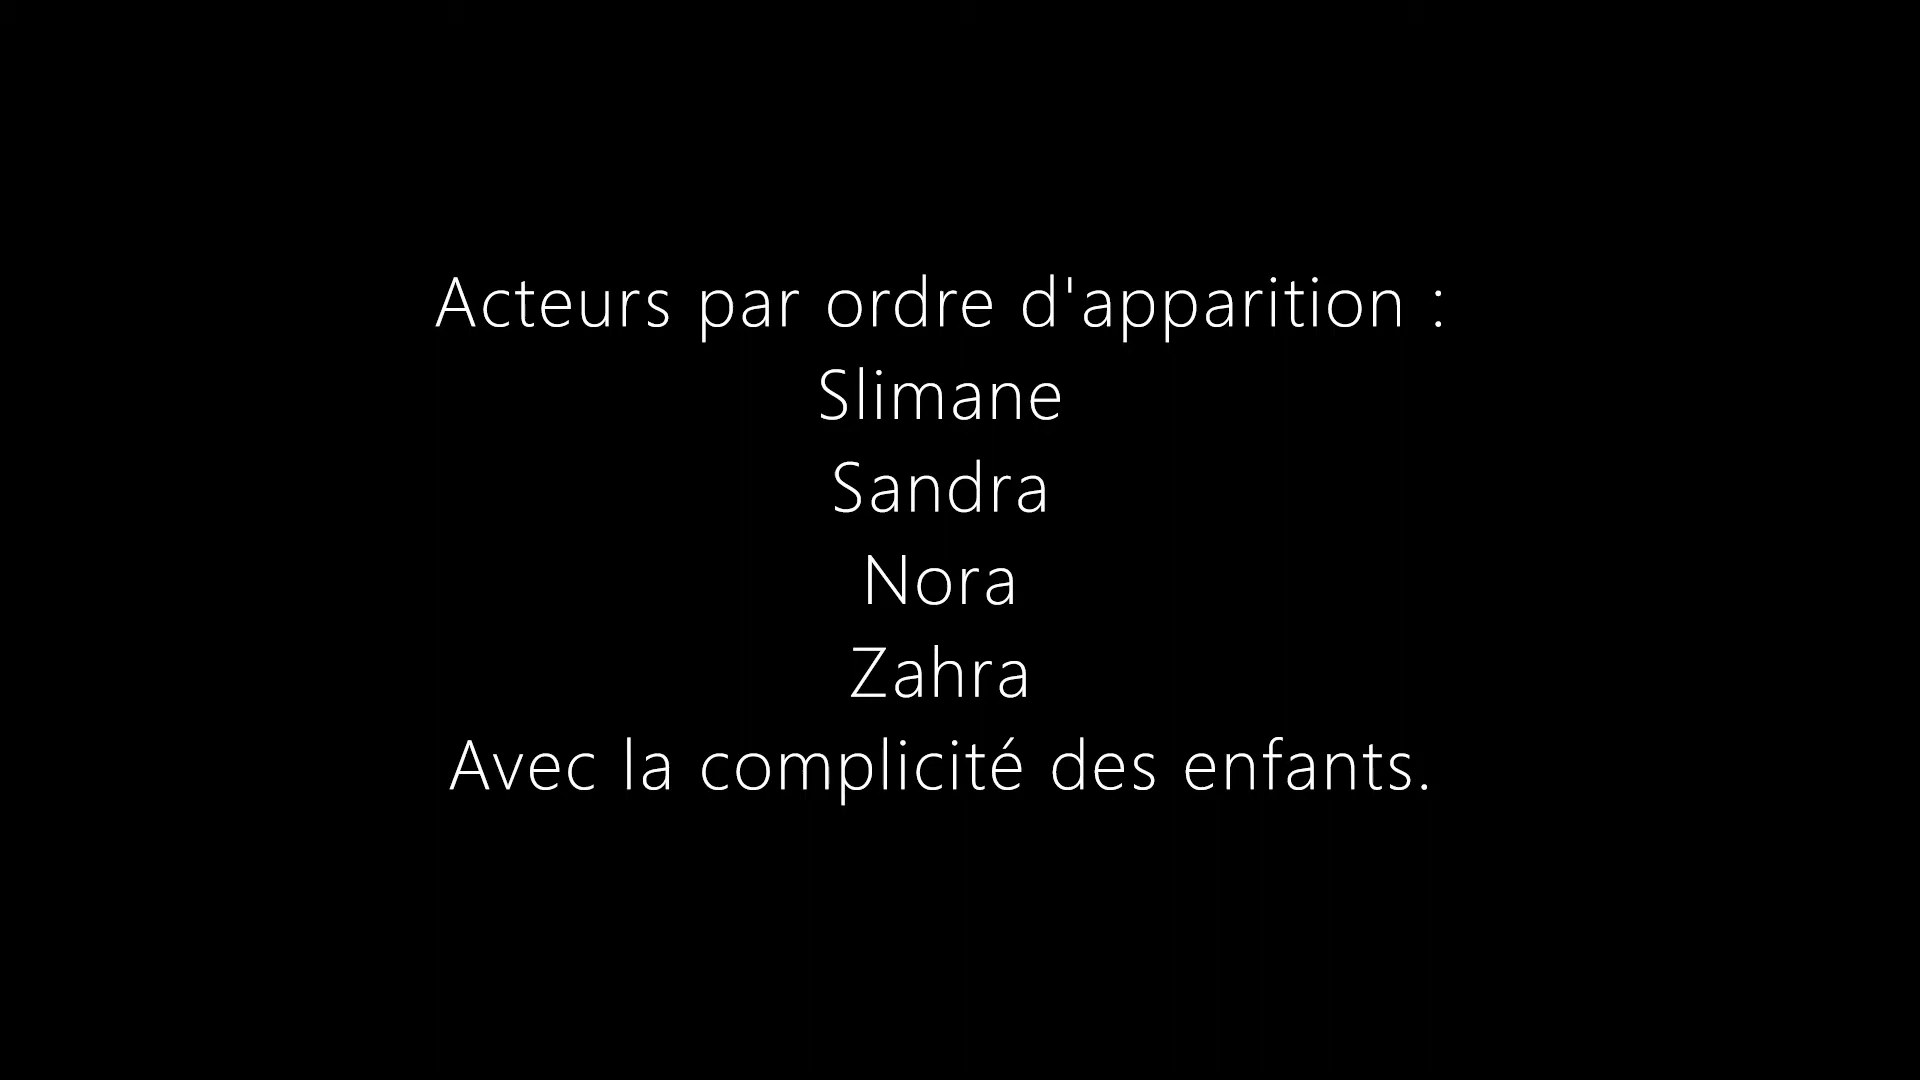 Acteurs par ordre d'apparition :
Slimane
Sandra
Nora
Zahra
Avec la complicité des enfants.